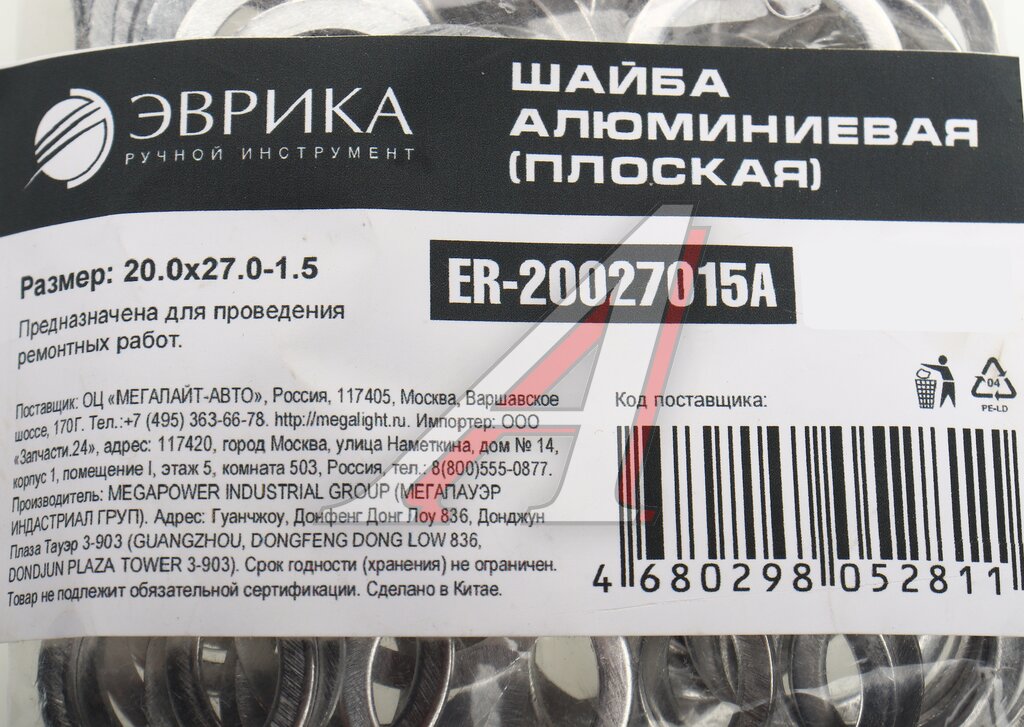 ЭВРИКА
РУЧНОЙ ИНСТРУМЕНТ
ШАЙБА
АЛЮМИНИЕВАЯ
(ПЛОСКАЯ)
Размер: 20.0x27.0-1.5
ER-20027015A
Предназначена для проведения
ремонтных работ.
Поставщик: ОЦ «МЕГАЛАЙТ-АВТО», Россия, 117405, Москва, Варшавское
шоссе, 170Г. Тел.:+7 (495) 363-66-78. http://megalight.ru. Импортер: ООО
«Запчасти.24», адрес: 117420, город Москва, улица Наметкина, дом № 14,
корпус 1, помещение I, этаж 5, комната 503, Россия, тел.: 8(800)555-0877.
Производитель: MEGAPOWER INDUSTRIAL GROUP (МЕГАПАУЭР
ИНДАСТРИАЛ ГРУП). Адрес: Гуанчжоу, Донфенг Донг Лоу 836, Донджун
Плаза Тауэр 3-903 (GUANGZHOU, DONGFENG DONG LOW 836,
DONDJUN PLAZA TOWER 3-903). Срок годности (хранения) не ограничен.
Товар не подлежит обязательной сертификации. Сделано в Китае.
Код поставщика:
04
PE-LD
4 680298 052811